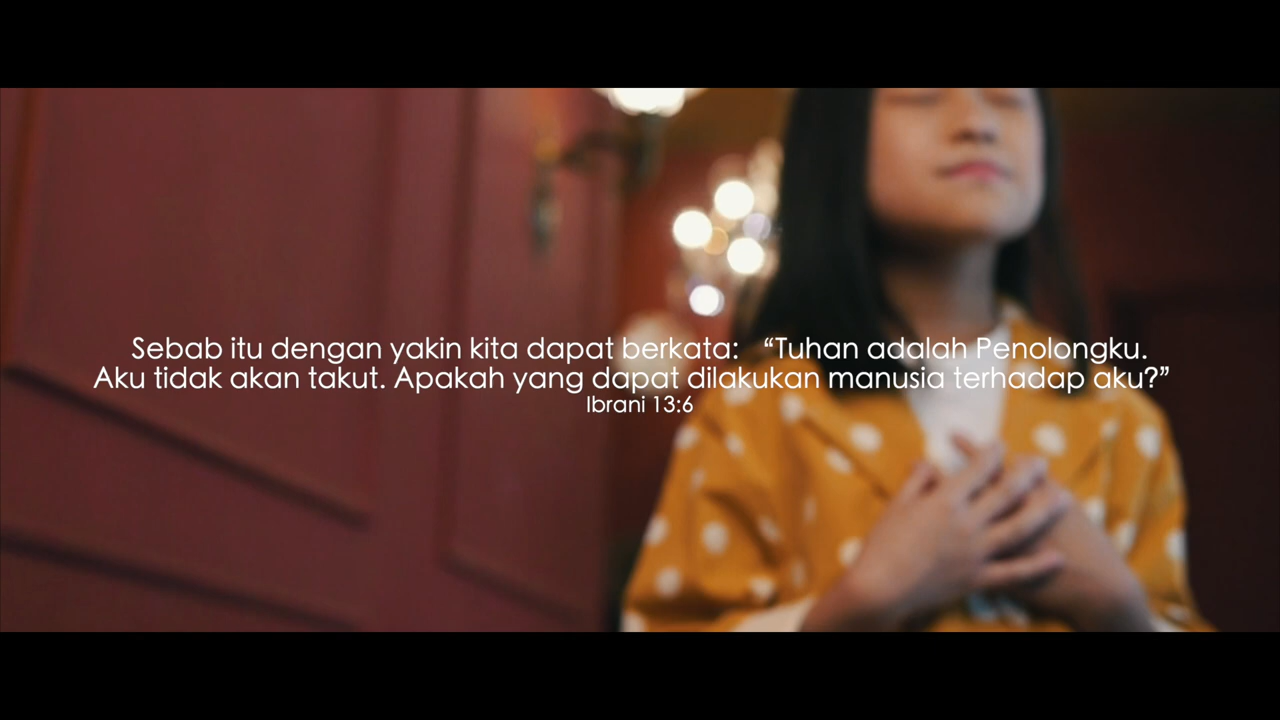 Sebab itu dengan yakin kita dapat berkata: “Tuhan adalah Penolongku.
Aku tidak akan takut. Apakah yang dapat dilakukan manusia terhadap aku?”
Ibrani 13:6